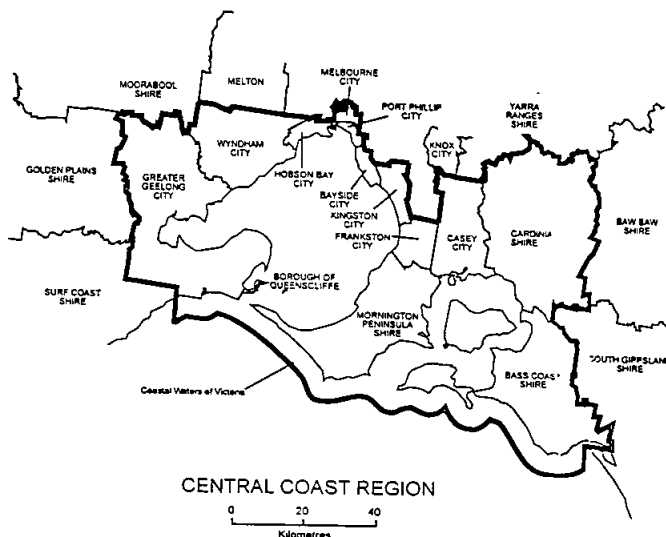 MOORABOOL
SHIRE
MELTON
MELBOURNE
CITY
PORT PHILLIP
CITY
YARRA
RANGES
SHIRE
KNOX
CITY
WYNDHAM
CITY
HOBSON BAY
CITY
GOLDEN PLAINS
SHIRE
GREATER
GEELONG
CITY
BAYSIDE
CITY
KINGSTON
CITY
FRANKSTON
CITY
CASEY
CITY
CARDINIA
SHIRE
BAW BAW
SHIRE
SURF COAST
SHIRE
BOROUGH OF
QUEENSCLIFFE
MORNINGTON
PENINSULA
SHIRE
BASS COAST
SHIRE
SOUTH GIPPSLAND
SHIRE
Coastal Waters of Victoria
CENTRAL COAST REGION
0 20 40
Kilometres